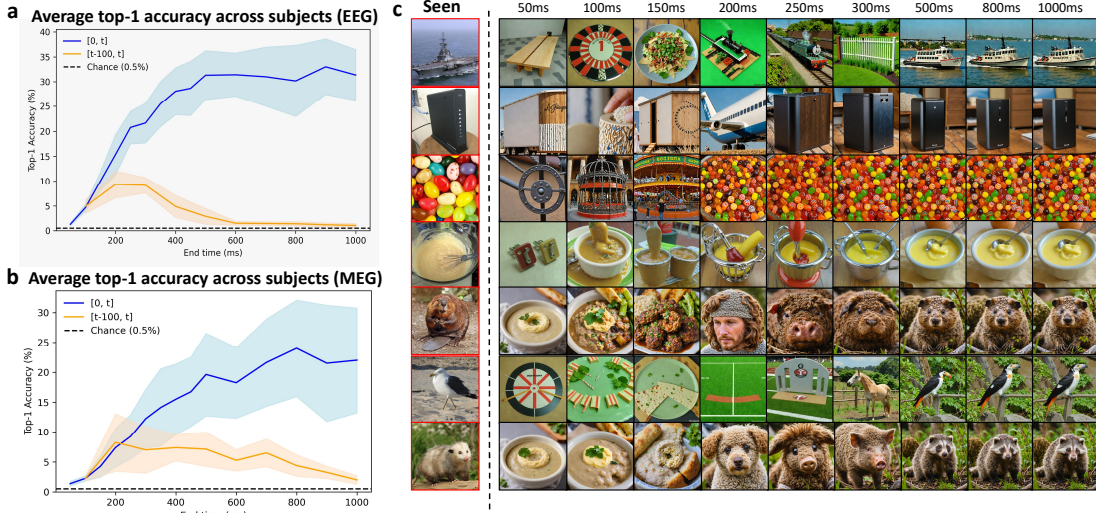 a
Average top-1 accuracy across subjects (EEG)
40
35
30
25
20
15
10
5
0
Top-1 Accuracy (%)
[0, t]
[t-100, t]
Chance (0.5%)
200
400
600
800
1000
End time (ms)
b
Average top-1 accuracy across subjects (MEG)
30
25
20
15
10
5
0
Top-1 Accuracy (%)
[0, t]
[t-100, t]
Chance (0.5%)
200
400
600
800
1000
c
Seen
50ms
100ms
150ms
200ms
250ms
300ms
500ms
800ms
1000ms